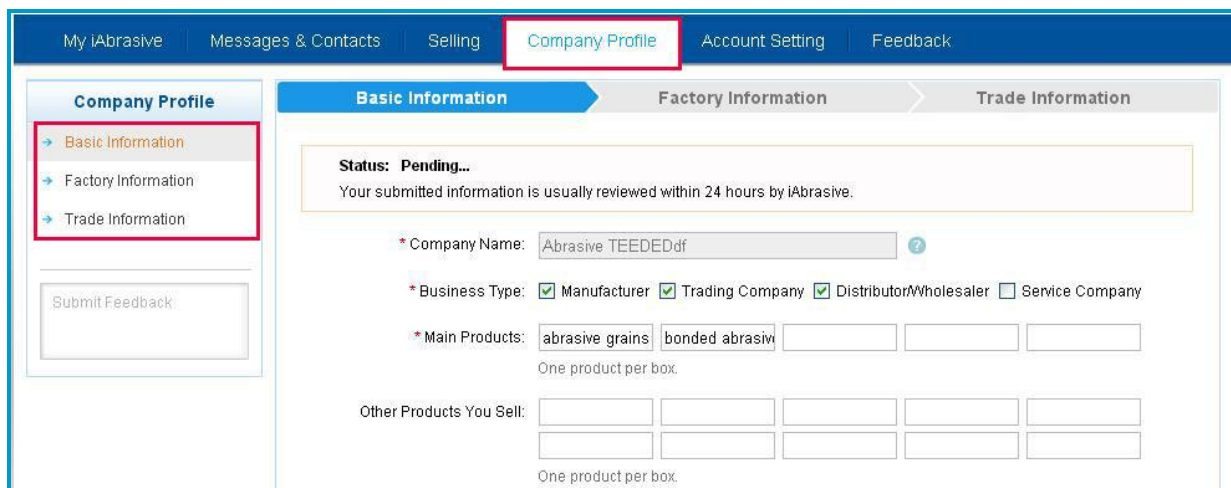 My iAbrasive Messages & Contacts Selling Company Profile Account Setting Feedback
Company Profile
Basic Information
Factory Information
Trade Information
Submit Feedback
Basic Information Factory Information Trade Information
Status: Pending...
Your submitted information is usually reviewed within 24 hours by iAbrasive.
* Company Name: Abrasive TEEDEDdf ?
* Business Type: Manufacturer Trading Company Distributor/Wholesaler Service Company
* Main Products: abrasive grains bonded abrasiv
One product per box.
Other Products You Sell:
One product per box.